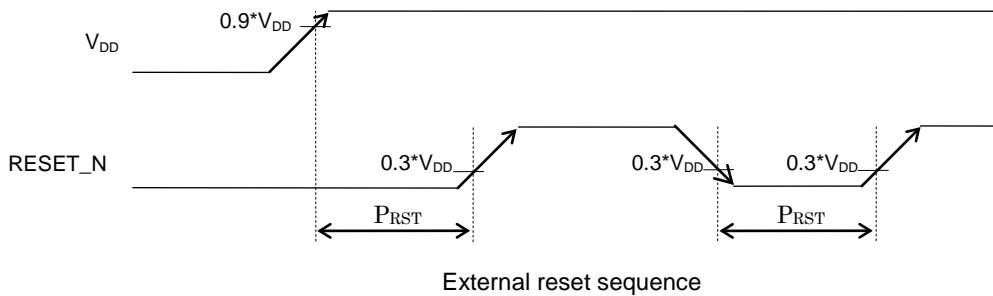 0.9*VDD
VDD
RESET_N
0.3*VDD
0.3*VDD
0.3*VDD
PRST
PRST
External reset sequence